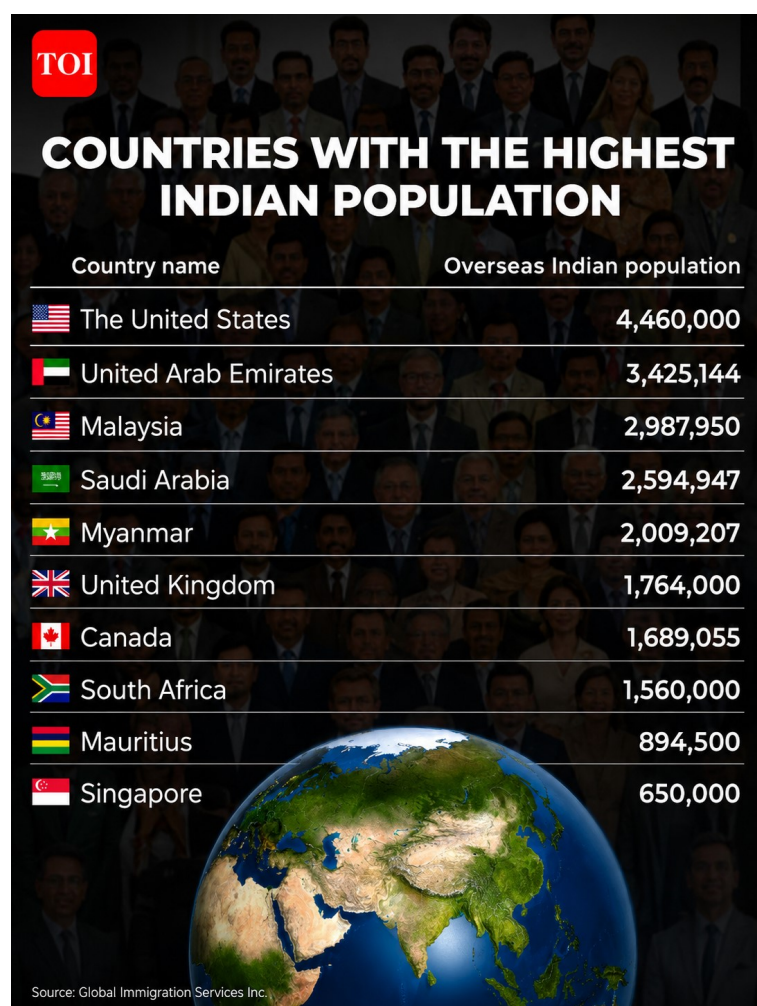 TOI
COUNTRIES WITH THE HIGHEST
INDIAN POPULATION
Country name Overseas Indian population
The United States 4,460,000
United Arab Emirates 3,425,144
Malaysia 2,987,950
Saudi Arabia 2,594,947
Myanmar 2,009,207
United Kingdom 1,764,000
Canada 1,689,055
South Africa 1,560,000
Mauritius 894,500
Singapore 650,000
Source: Global Immigration Services Inc.